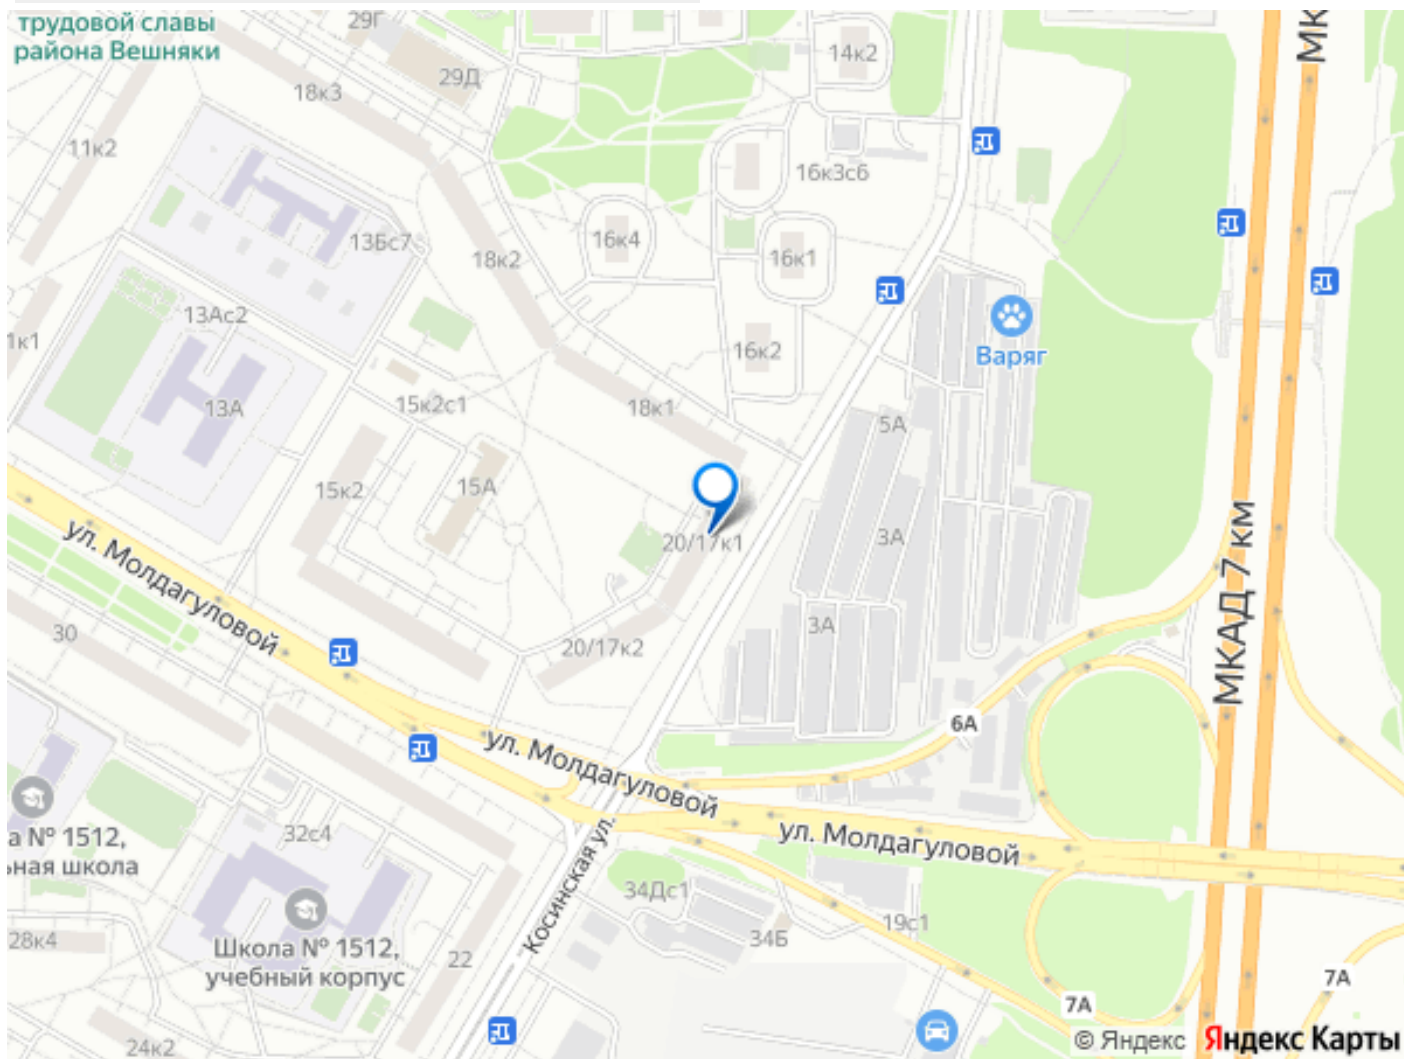 трудовой славы
района Вешняки
29Г
29Д
14к2
МК
18к3
11к2
16к3с6
13Бс7
16к4
18к2
16к1
13Ас2
1к1
16к2
Варяг
13А
15к2с1
18к1
5А
15к2
15А
20/17к1
3А
МКАД 7 км
ул. Молдагуловой
30
20/17к2
3А
6А
ул. Молдагуловой
ул. Молдагуловой
а № 1512,
ьная школа
32с4
Косинская ул.
34Дс1
19с1
34Б
28к4
Школа № 1512,
учебный корпус
22
7А
7А
24к2
© Яндекс Яндекс Карты